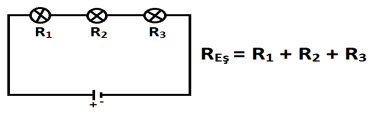 R₁ R₂ R₃
R_Eş = R₁ + R₂ + R₃
+ -